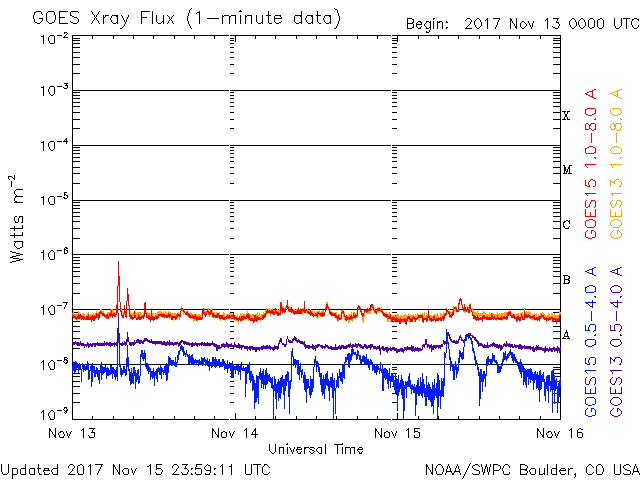 GOES Xray Flux (1-minute data)
Begin: 2017 Nov 13 0000 UTC
10⁻²
10⁻³
10⁻⁴
10⁻⁵
10⁻⁶
10⁻⁷
10⁻⁸
10⁻⁹
Watts m⁻²
X
M
C
B
A
GOES15 1.0-8.0 A
GOES13 1.0-8.0 A
GOES15 0.5-4.0 A
GOES13 0.5-4.0 A
Nov 13 Nov 14 Nov 15 Nov 16
Universal Time
Updated 2017 Nov 15 23:59:11 UTC
NOAA/SWPC Boulder, CO USA